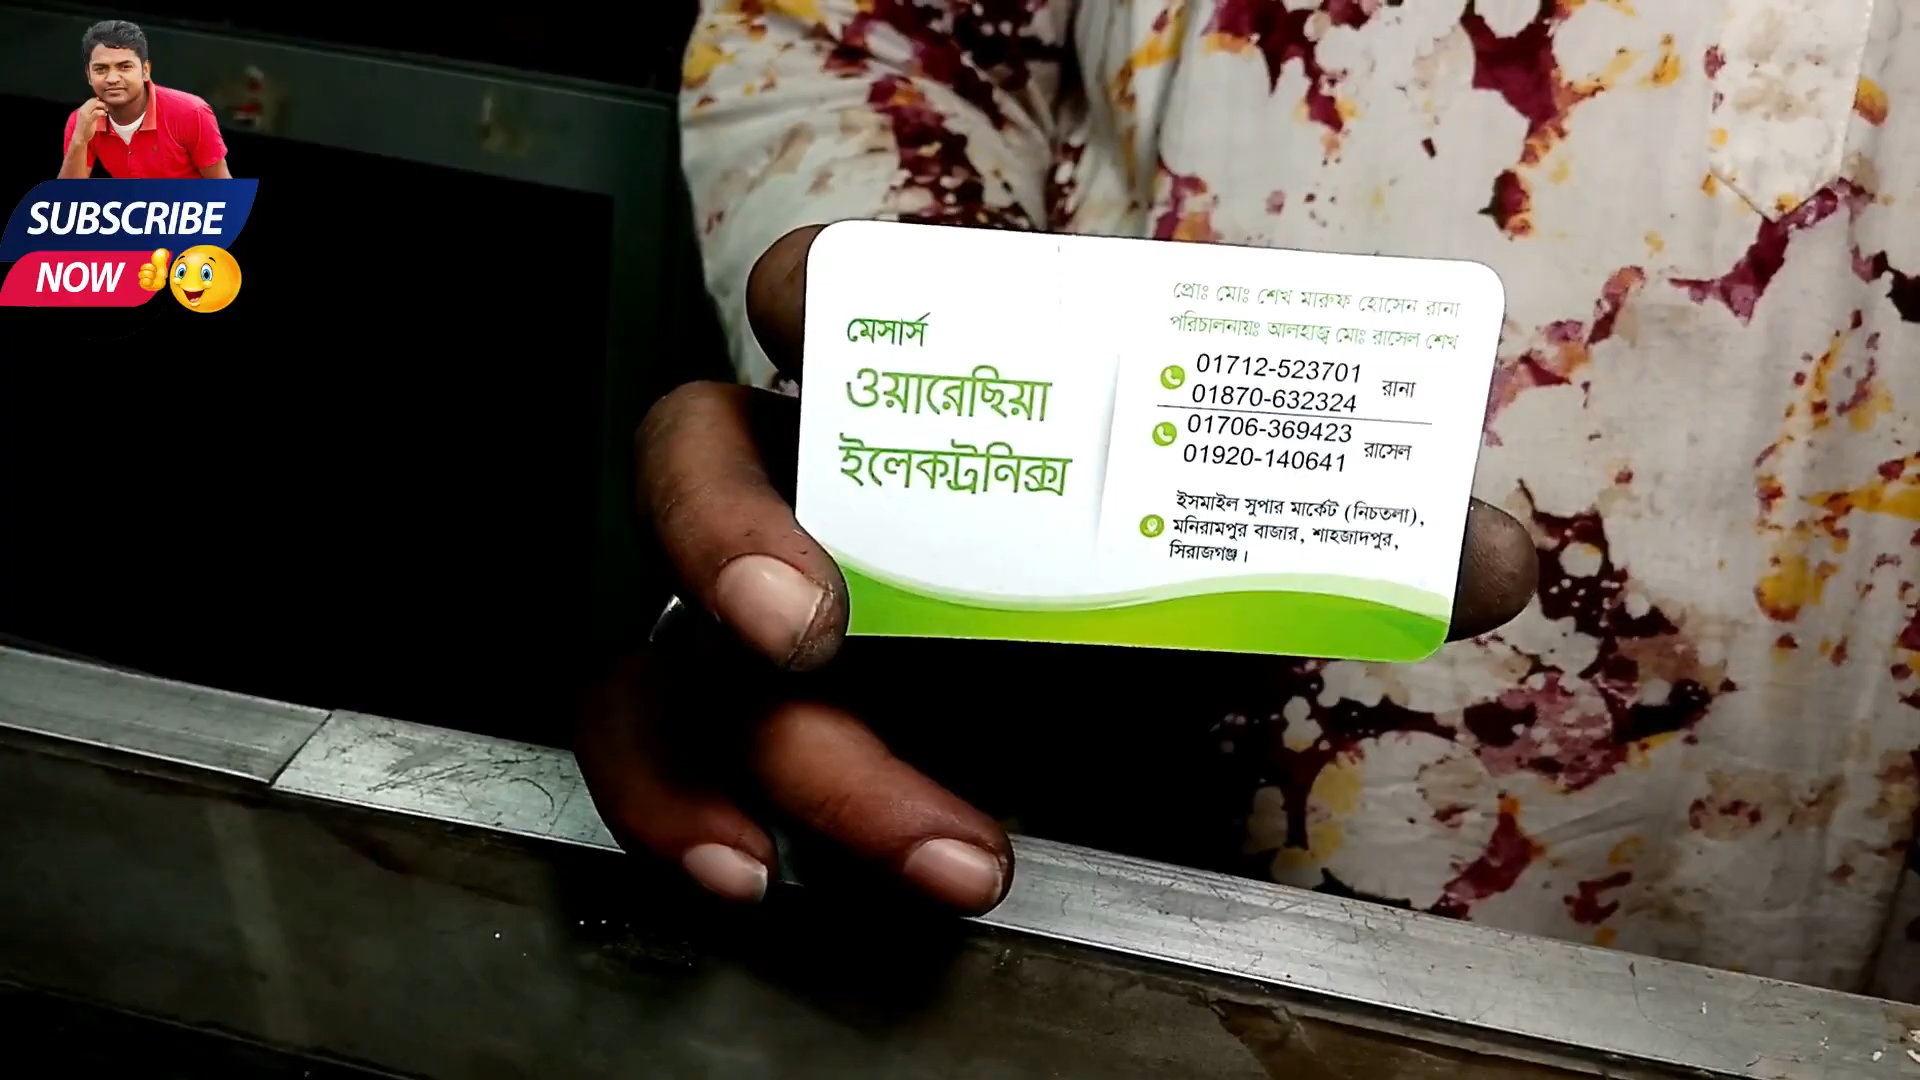 SUBSCRIBE
NOW
মেসার্স
ওয়ারেছিয়া
ইলেকট্রনিক্স
প্রোঃ মোঃ শেখ মারুফ হোসেন রানা
পরিচালনায়ঃ আলহাজ্ব মোঃ রাসেল শেখ
01712-523701
01870-632324
রানা
01706-369423
01920-140641
রাসেল
ইসমাইল সুপার মার্কেট (নিচতলা),
মনিরামপুর বাজার, শাহজাদপুর,
সিরাজগঞ্জ।